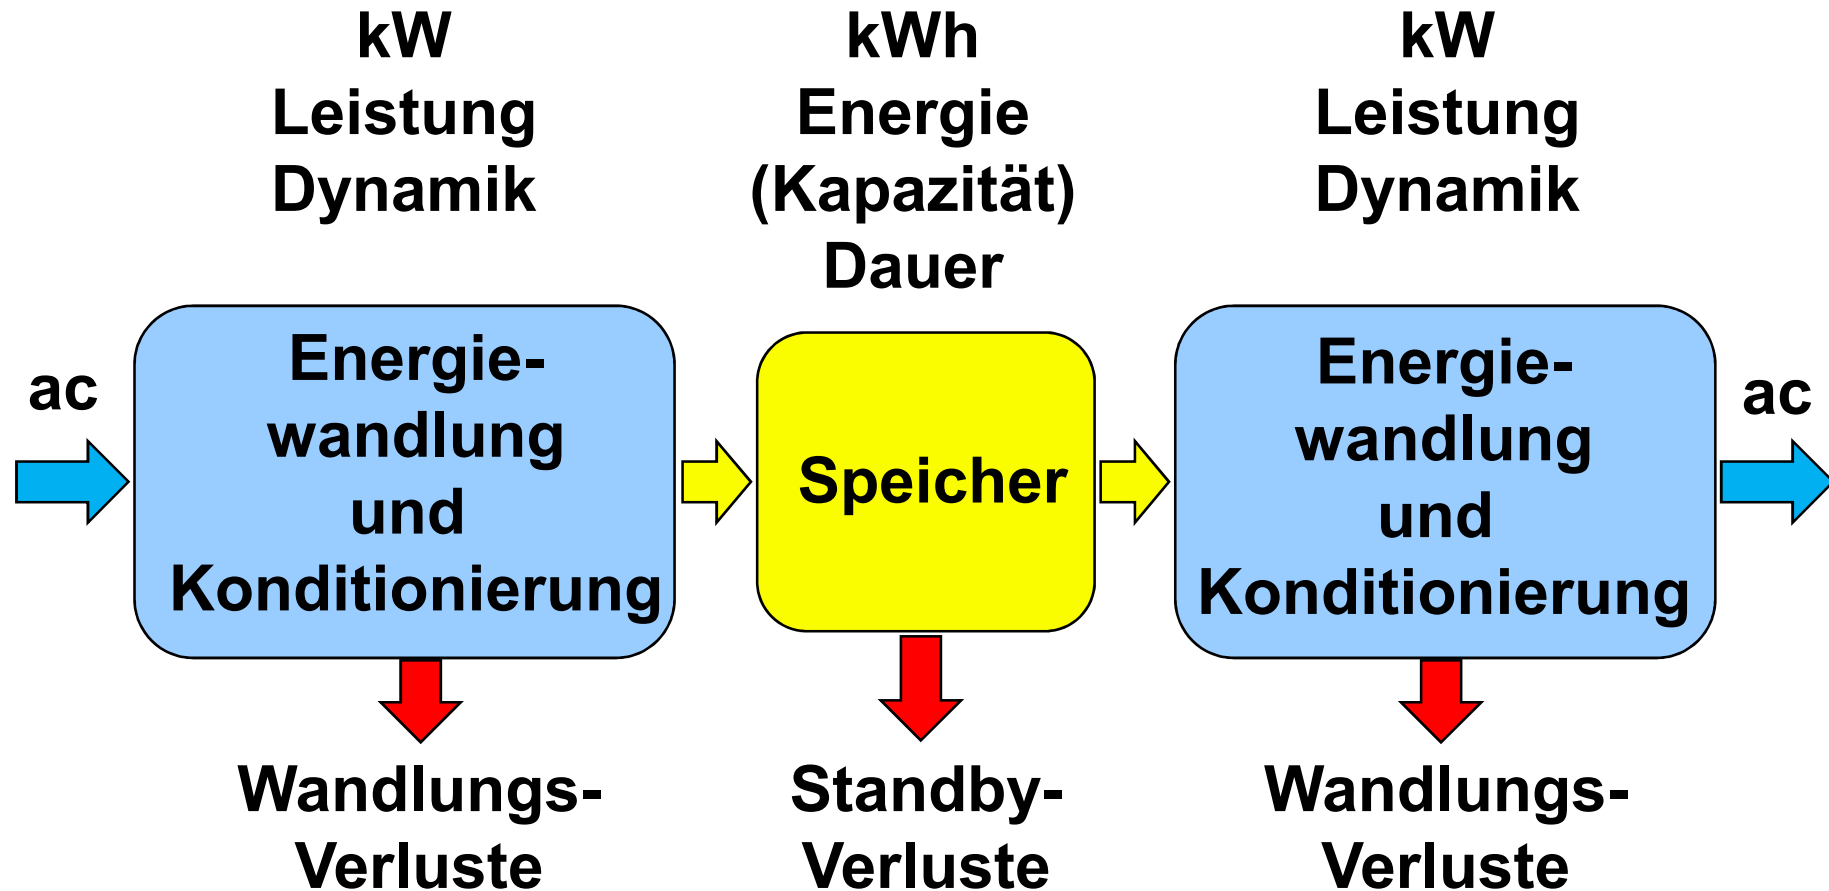 kW
Leistung
Dynamik
kWh
Energie
(Kapazität)
Dauer
kW
Leistung
Dynamik
ac
Energie-
wandlung
und
Konditionierung
Speicher
Energie-
wandlung
und
Konditionierung
ac
Wandlungs-
Verluste
Standby-
Verluste
Wandlungs-
Verluste